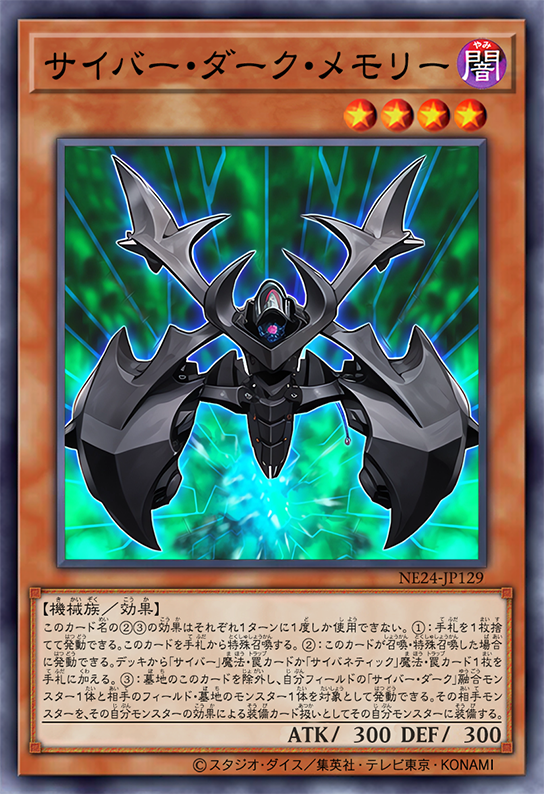 サイバー・ダーク・メモリー
やみ
闇
NE24-JP129
【機械族／効果】
このカード名の②③の効果はそれぞれ１ターンに１度しか使用できない。①：手札を１枚捨
てて発動できる。このカードを手札から特殊召喚する。②：このカードが召喚・特殊召喚した場合
に発動できる。デッキから「サイバー」魔法・罠カードか「サイバネティック」魔法・罠カード１枚を
手札に加える。③：墓地のこのカードを除外し、自分フィールドの「サイバー・ダーク」融合モン
スター１体と相手のフィールド・墓地のモンスター１体を対象として発動できる。その相手モン
スターを、その自分モンスターの効果による装備カード扱いとしてその自分モンスターに装備する。
ATK/ 300 DEF/ 300
©スタジオ・ダイス／集英社・テレビ東京・KONAMI